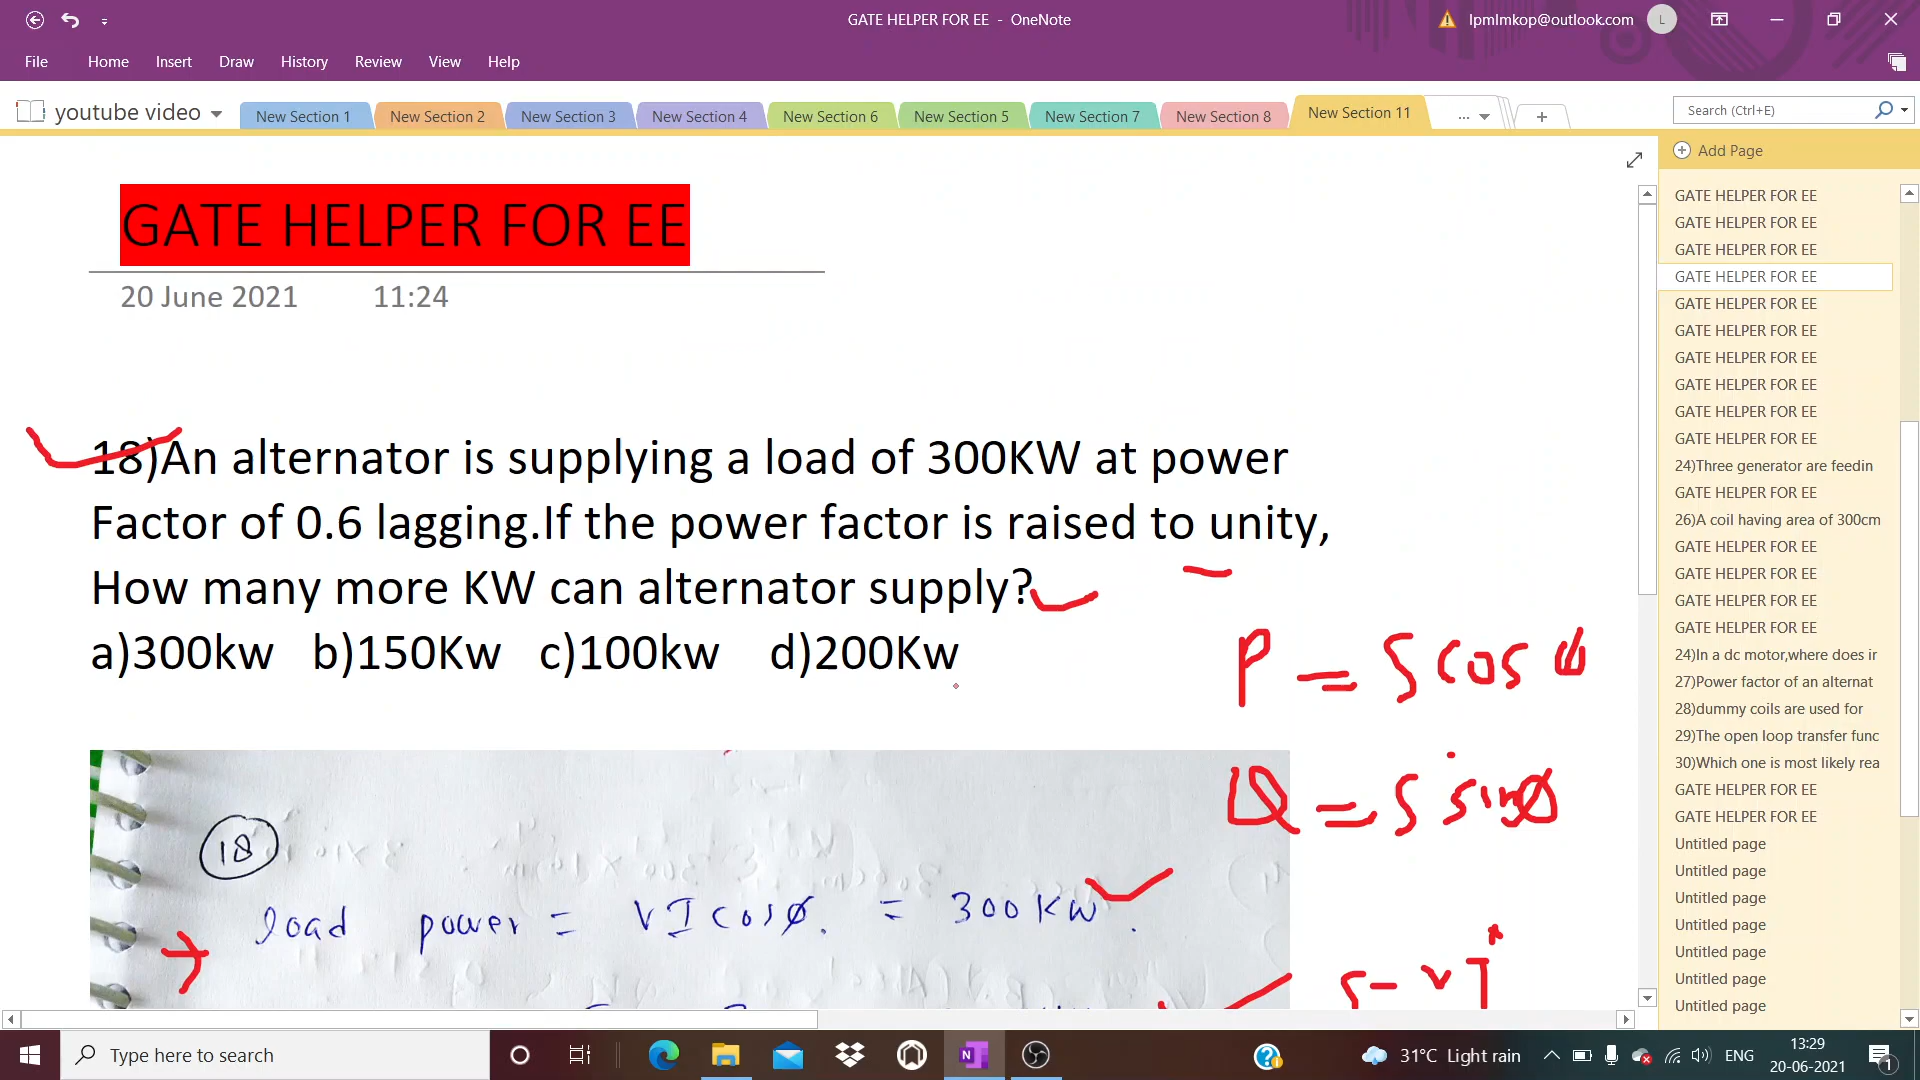 GATE HELPER FOR EE - OneNote
lpmlmkop@outlook.com
L
File Home Insert Draw History Review View Help
youtube video
New Section 1
New Section 2
New Section 3
New Section 4
New Section 6
New Section 5
New Section 7
New Section 8
New Section 11
...
Search (Ctrl+E)
Add Page
GATE HELPER FOR EE
20 June 2021 11:24
18)An alternator is supplying a load of 300KW at power
Factor of 0.6 lagging.If the power factor is raised to unity,
How many more KW can alternator supply?
a)300kw b)150Kw c)100kw d)200Kw
P = S cos φ
Q = S sinφ
18
load power = VI cosφ. = 300KW.
S = VI*
GATE HELPER FOR EE
GATE HELPER FOR EE
GATE HELPER FOR EE
GATE HELPER FOR EE
GATE HELPER FOR EE
GATE HELPER FOR EE
GATE HELPER FOR EE
GATE HELPER FOR EE
GATE HELPER FOR EE
GATE HELPER FOR EE
24)Three generator are feedin
GATE HELPER FOR EE
26)A coil having area of 300cm
GATE HELPER FOR EE
GATE HELPER FOR EE
GATE HELPER FOR EE
GATE HELPER FOR EE
24)In a dc motor,where does ir
27)Power factor of an alternat
28)dummy coils are used for
29)The open loop transfer func
30)Which one is most likely rea
GATE HELPER FOR EE
GATE HELPER FOR EE
Untitled page
Untitled page
Untitled page
Untitled page
Untitled page
Untitled page
Untitled page
Type here to search
31°C Light rain
ENG
13:29
20-06-2021
1